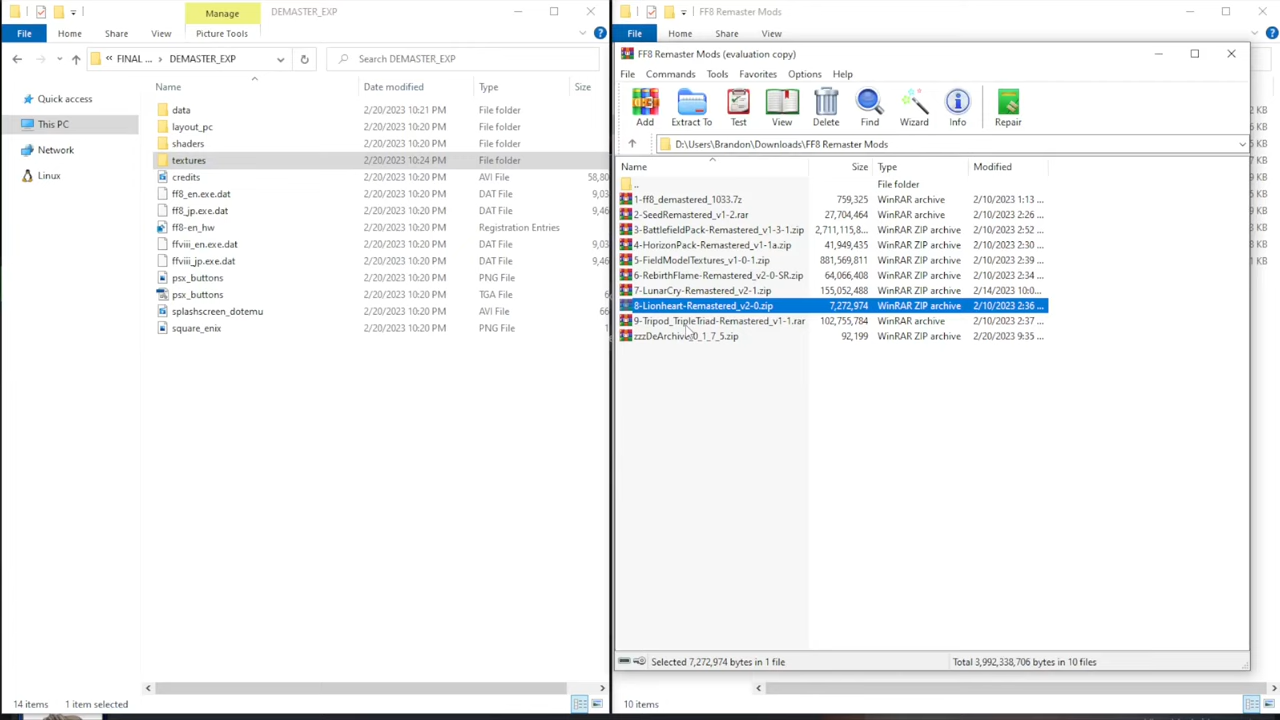 Manage DEMASTER_EXP
File Home Share View Picture Tools
FINAL ... DEMASTER_EXP Search DEMASTER_EXP
Name Date modified Type Size
Quick access
This PC
Network
Linux
data 2/20/2023 10:21 PM File folder
layout_pc 2/20/2023 10:20 PM File folder
shaders 2/20/2023 10:20 PM File folder
textures 2/20/2023 10:24 PM File folder
credits 2/20/2023 10:20 PM AVI File 58,80
ff8_en.exe.dat 2/20/2023 10:20 PM DAT File 9,03
ff8_jp.exe.dat 2/20/2023 10:20 PM DAT File 9,46
ff8-en_hw 2/20/2023 10:20 PM Registration Entries
ffviii_en.exe.dat 2/20/2023 10:20 PM DAT File 9,03
ffviii_jp.exe.dat 2/20/2023 10:20 PM DAT File 9,46
psx_buttons 2/20/2023 10:20 PM PNG File
psx_buttons 2/20/2023 10:20 PM TGA File 6
splashscreen_dotemu 2/20/2023 10:20 PM AVI File 66
square_enix 2/20/2023 10:20 PM PNG File
14 items 1 item selected
FF8 Remaster Mods
File Home Share View
FF8 Remaster Mods (evaluation copy)
File Commands Tools Favorites Options Help
Add Extract To Test View Delete Find Wizard Info Repair
D:\Users\Brandon\Downloads\FF8 Remaster Mods
Name Size Type Modified
.. File folder
1-ff8_demastered_1033.7z 759,325 WinRAR archive 2/10/2023 1:13 ...
2-SeedRemastered_v1-2.rar 27,704,464 WinRAR archive 2/10/2023 2:26 ...
3-BattlefieldPack-Remastered_v1-3-1.zip 2,711,115,8... WinRAR ZIP archive 2/10/2023 2:52 ...
4-HorizonPack-Remastered_v1-1a.zip 41,949,435 WinRAR ZIP archive 2/10/2023 2:30 ...
5-FieldModelTextures_v1-0-1.zip 881,569,811 WinRAR ZIP archive 2/10/2023 2:39 ...
6-RebirthFlame-Remastered_v2-0-SR.zip 64,066,408 WinRAR ZIP archive 2/10/2023 2:34 ...
7-LunarCry-Remastered_v2-1.zip 155,052,488 WinRAR ZIP archive 2/14/2023 10:0...
8-Lionheart-Remastered_v2-0.zip 7,272,974 WinRAR ZIP archive 2/10/2023 2:36 ...
9-Tripod_TripleTriad-Remastered_v1-1.rar 102,755,784 WinRAR archive 2/10/2023 2:37 ...
zzzDeArchive_0_1_7_5.zip 92,199 WinRAR ZIP archive 2/20/2023 9:35 ...
Selected 7,272,974 bytes in 1 file Total 3,992,338,706 bytes in 10 files
10 items